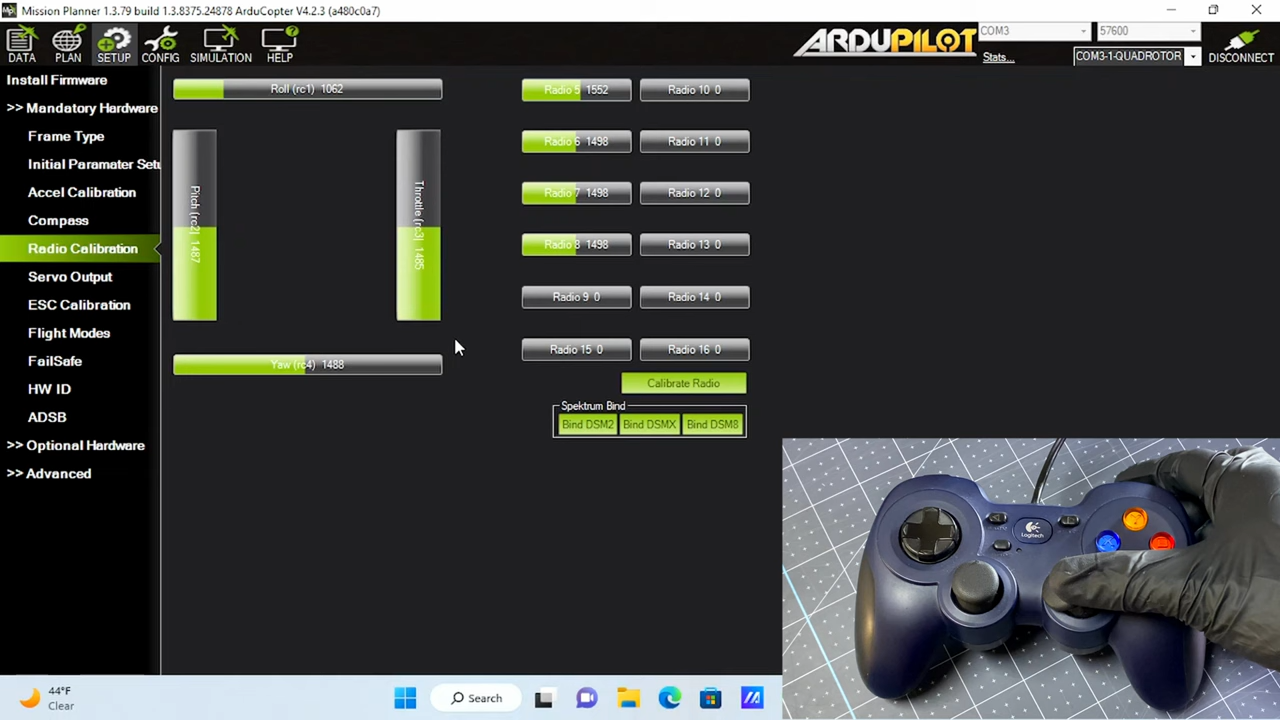 Mission Planner 1.3.79 build 1.3.8375.24878 ArduCopter V4.2.3 (a480c0a7)
DATA PLAN SETUP CONFIG SIMULATION HELP
ARDUPILOT
COM3 57600
Stats... COM3-1-QUADROTOR DISCONNECT
Install Firmware
>> Mandatory Hardware
Frame Type
Initial Paramater Setu
Accel Calibration
Compass
Radio Calibration
Servo Output
ESC Calibration
Flight Modes
FailSafe
HW ID
ADSB
>> Optional Hardware
>> Advanced
Roll (rc1) 1062
Pitch (rc2) 1487
Throttle (rc3) 1485
Yaw (rc4) 1488
Radio 5 1552 Radio 10 0
Radio 6 1498 Radio 11 0
Radio 7 1498 Radio 12 0
Radio 8 1498 Radio 13 0
Radio 9 0 Radio 14 0
Radio 15 0 Radio 16 0
Calibrate Radio
Spektrum Bind
Bind DSM2 Bind DSMX Bind DSM8
Logitech
44°F
Clear
Search